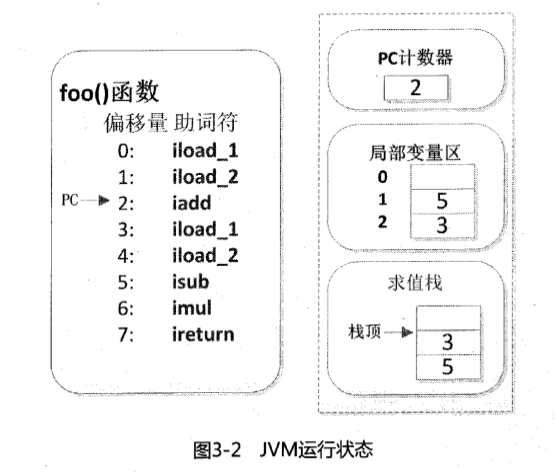 foo()函数
偏移量 助词符
0: iload_1
1: iload_2
PC 2: iadd
3: iload_1
4: iload_2
5: isub
6: imul
7: ireturn
PC计数器
2
局部变量区
0
1 5
2 3
求值栈
栈顶
3
5
图3-2 JVM运行状态